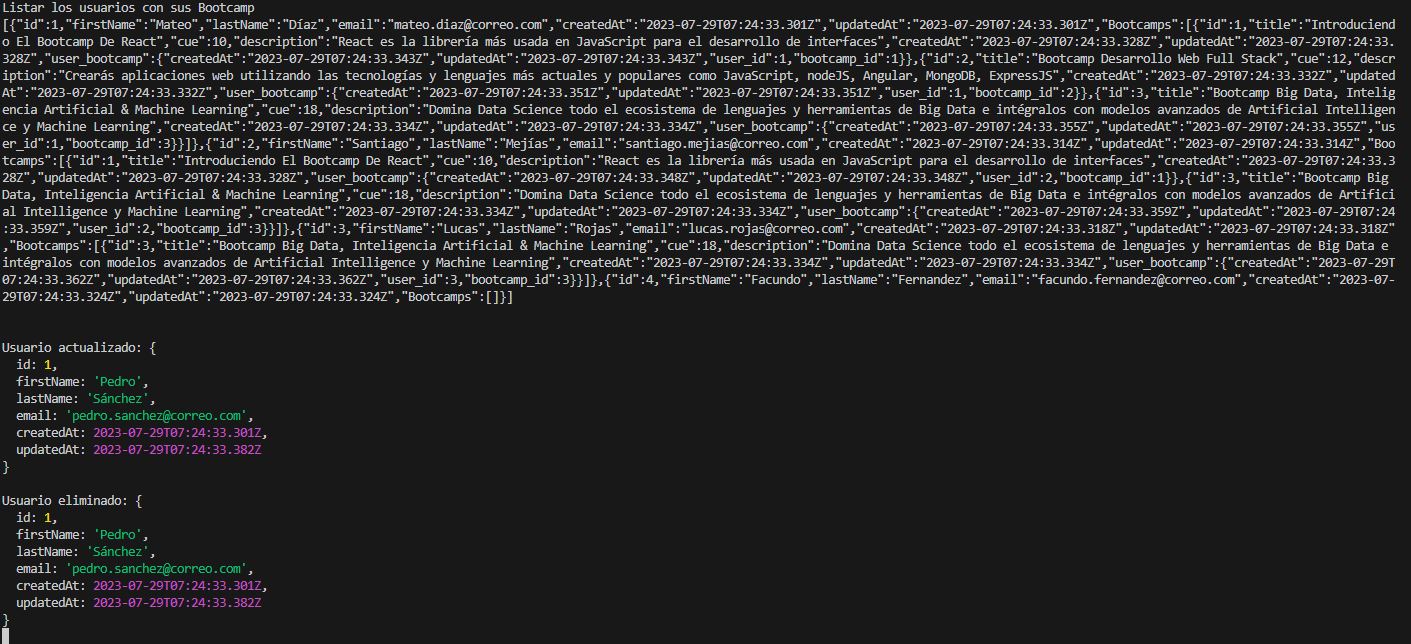 Listar los usuarios con sus Bootcamp
[{"id":1,"firstName":"Mateo","lastName":"Díaz","email":"mateo.diaz@correo.com","createdAt":"2023-07-29T07:24:33.301Z","updatedAt":"2023-07-29T07:24:33.301Z","Bootcamps":[{"id":1,"title":"Introduciend
o El Bootcamp De React","cue":10,"description":"React es la librería más usada en JavaScript para el desarrollo de interfaces","createdAt":"2023-07-29T07:24:33.328Z","updatedAt":"2023-07-29T07:24:33.
328Z","user_bootcamp":{"createdAt":"2023-07-29T07:24:33.343Z","updatedAt":"2023-07-29T07:24:33.343Z","user_id":1,"bootcamp_id":1}},{"id":2,"title":"Bootcamp Desarrollo Web Full Stack","cue":12,"descr
iption":"Crearás aplicaciones web utilizando las tecnologías y lenguajes más actuales y populares como JavaScript, nodeJS, Angular, MongoDB, ExpressJS","createdAt":"2023-07-29T07:24:33.332Z","updated
At":"2023-07-29T07:24:33.332Z","user_bootcamp":{"createdAt":"2023-07-29T07:24:33.351Z","updatedAt":"2023-07-29T07:24:33.351Z","user_id":1,"bootcamp_id":2}},{"id":3,"title":"Bootcamp Big Data, Intelig
encia Artificial & Machine Learning","cue":18,"description":"Domina Data Science todo el ecosistema de lenguajes y herramientas de Big Data e intégralos con modelos avanzados de Artificial Intelligen
ce y Machine Learning","createdAt":"2023-07-29T07:24:33.334Z","updatedAt":"2023-07-29T07:24:33.334Z","user_bootcamp":{"createdAt":"2023-07-29T07:24:33.355Z","updatedAt":"2023-07-29T07:24:33.355Z","us
er_id":1,"bootcamp_id":3}}]},{"id":2,"firstName":"Santiago","lastName":"Mejías","email":"santiago.mejias@correo.com","createdAt":"2023-07-29T07:24:33.314Z","updatedAt":"2023-07-29T07:24:33.314Z","Boo
tcamps":[{"id":1,"title":"Introduciendo El Bootcamp De React","cue":10,"description":"React es la librería más usada en JavaScript para el desarrollo de interfaces","createdAt":"2023-07-29T07:24:33.3
28Z","updatedAt":"2023-07-29T07:24:33.328Z","user_bootcamp":{"createdAt":"2023-07-29T07:24:33.348Z","updatedAt":"2023-07-29T07:24:33.348Z","user_id":2,"bootcamp_id":1}},{"id":3,"title":"Bootcamp Big
Data, Inteligencia Artificial & Machine Learning","cue":18,"description":"Domina Data Science todo el ecosistema de lenguajes y herramientas de Big Data e intégralos con modelos avanzados de Artifici
al Intelligence y Machine Learning","createdAt":"2023-07-29T07:24:33.334Z","updatedAt":"2023-07-29T07:24:33.334Z","user_bootcamp":{"createdAt":"2023-07-29T07:24:33.359Z","updatedAt":"2023-07-29T07:24
:33.359Z","user_id":2,"bootcamp_id":3}}]},{"id":3,"firstName":"Lucas","lastName":"Rojas","email":"lucas.rojas@correo.com","createdAt":"2023-07-29T07:24:33.318Z","updatedAt":"2023-07-29T07:24:33.318Z"
,"Bootcamps":[{"id":3,"title":"Bootcamp Big Data, Inteligencia Artificial & Machine Learning","cue":18,"description":"Domina Data Science todo el ecosistema de lenguajes y herramientas de Big Data e
intégralos con modelos avanzados de Artificial Intelligence y Machine Learning","createdAt":"2023-07-29T07:24:33.334Z","updatedAt":"2023-07-29T07:24:33.334Z","user_bootcamp":{"createdAt":"2023-07-29T
07:24:33.362Z","updatedAt":"2023-07-29T07:24:33.362Z","user_id":3,"bootcamp_id":3}}]},{"id":4,"firstName":"Facundo","lastName":"Fernandez","email":"facundo.fernandez@correo.com","createdAt":"2023-07-
29T07:24:33.324Z","updatedAt":"2023-07-29T07:24:33.324Z","Bootcamps":[]}]
Usuario actualizado: {
id: 1,
firstName: 'Pedro',
lastName: 'Sánchez',
email: 'pedro.sanchez@correo.com',
createdAt: 2023-07-29T07:24:33.301Z,
updatedAt: 2023-07-29T07:24:33.382Z
}
Usuario eliminado: {
id: 1,
firstName: 'Pedro',
lastName: 'Sánchez',
email: 'pedro.sanchez@correo.com',
createdAt: 2023-07-29T07:24:33.301Z,
updatedAt: 2023-07-29T07:24:33.382Z
}